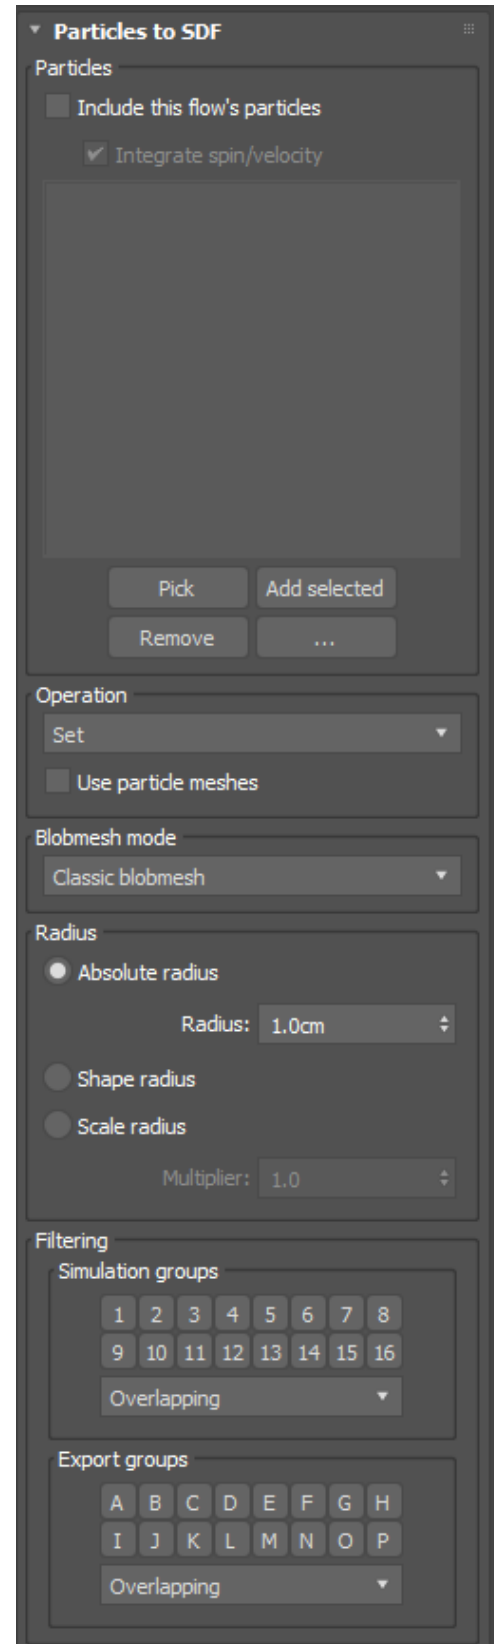 Particles to SDF
Particles
Include this flow's particles
Integrate spin/velocity
Pick Add selected
Remove ...
Operation
Set
Use particle meshes
Blobmesh mode
Classic blobmesh
Radius
Absolute radius
Radius: 1.0cm
Shape radius
Scale radius
Multiplier: 1.0
Filtering
Simulation groups
1 2 3 4 5 6 7 8
9 10 11 12 13 14 15 16
Overlapping
Export groups
A B C D E F G H
I J K L M N O P
Overlapping